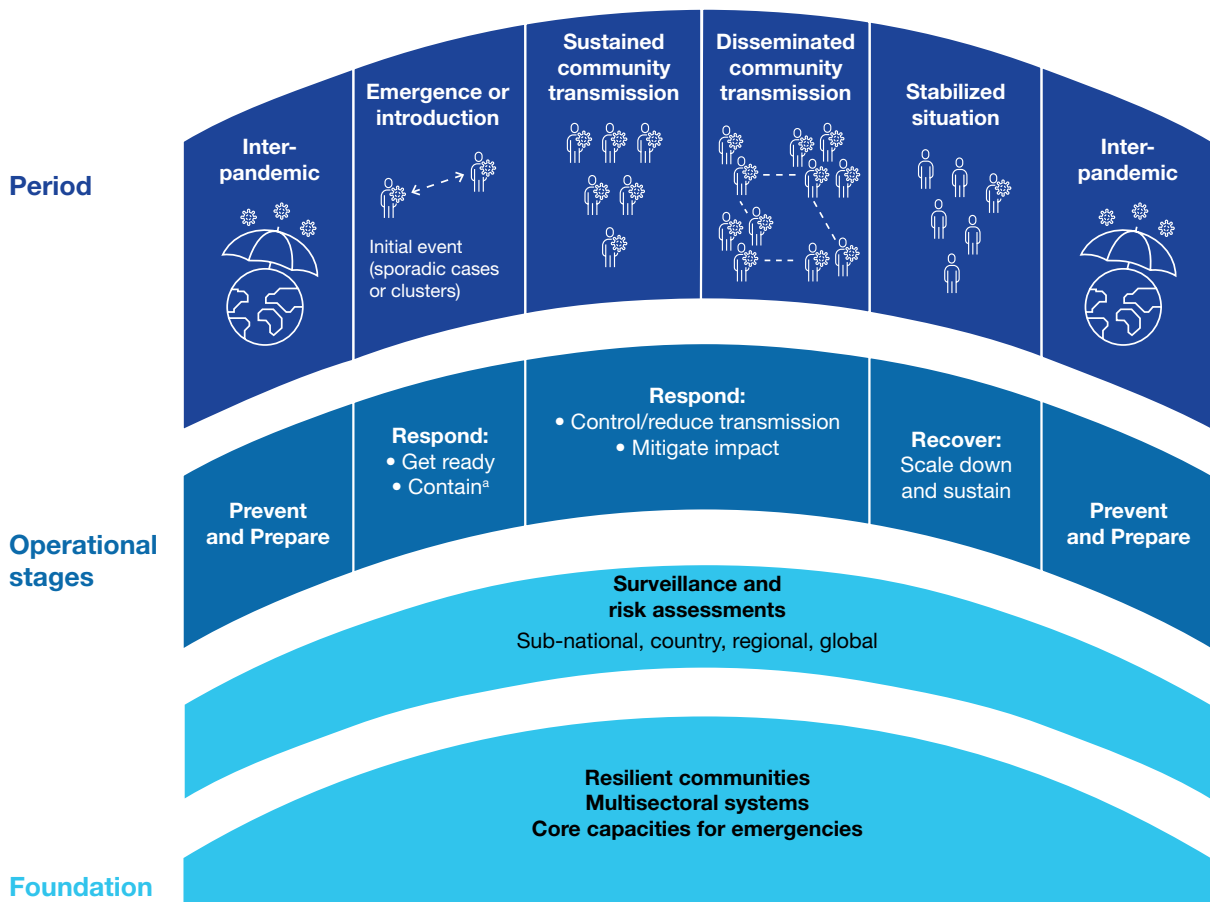 Period
Inter-
pandemic
Emergence or
introduction
Initial event
(sporadic cases
or clusters)
Sustained
community
transmission
Disseminated
community
transmission
Stabilized
situation
Inter-
pandemic
Operational
stages
Prevent
and Prepare
Respond:
• Get ready
• Containᵃ
Respond:
• Control/reduce transmission
• Mitigate impact
Recover:
Scale down
and sustain
Prevent
and Prepare
Surveillance and
risk assessments
Sub-national, country, regional, global
Foundation
Resilient communities
Multisectoral systems
Core capacities for emergencies